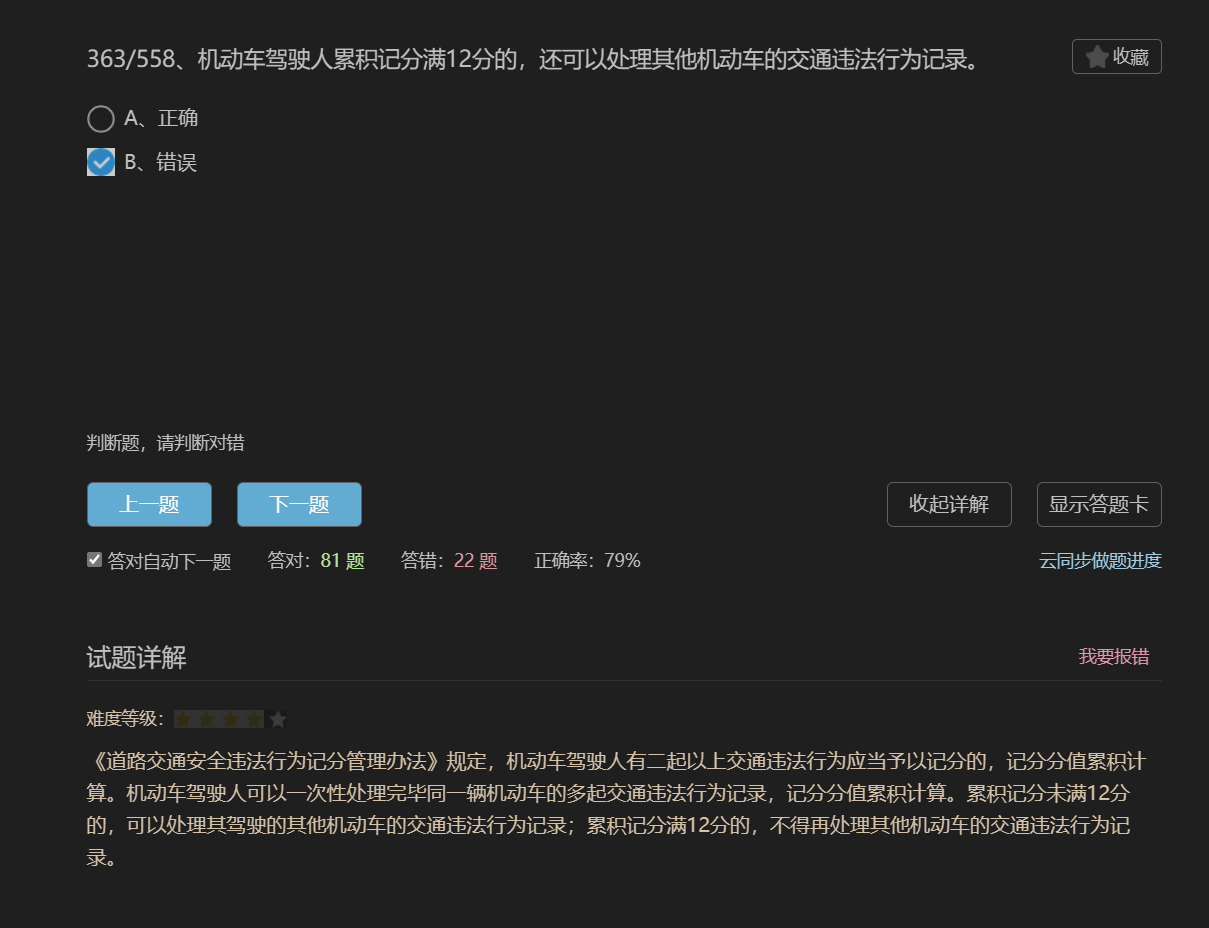 363/558、机动车驾驶人累积记分满12分的，还可以处理其他机动车的交通违法行为记录。
收藏
A、正确
B、错误
判断题，请判断对错
上一题
下一题
收起详解
显示答题卡
答对自动下一题 答对：81 题 答错：22 题 正确率：79%
云同步做题进度
试题详解
我要报错
难度等级：
《道路交通安全违法行为记分管理办法》规定，机动车驾驶人有二起以上交通违法行为应当予以记分的，记分分值累积计
算。机动车驾驶人可以一次性处理完毕同一辆机动车的多起交通违法行为记录，记分分值累积计算。累积记分未满12分
的，可以处理其驾驶的其他机动车的交通违法行为记录；累积记分满12分的，不得再处理其他机动车的交通违法行为记
录。